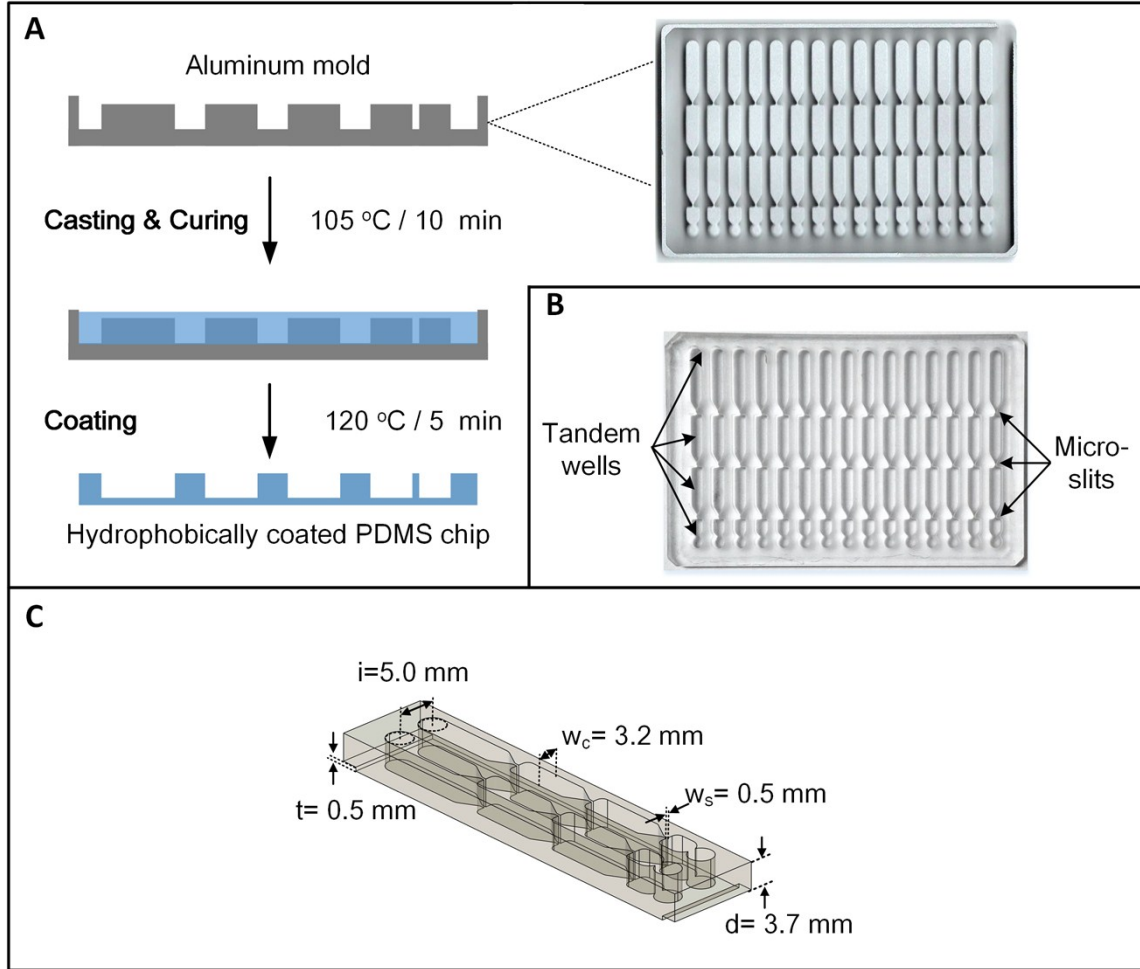 A
Aluminum mold
Casting & Curing
105 °C / 10 min
Coating
120 °C / 5 min
Hydrophobically coated PDMS chip
B
Tandem
wells
Micro-
slits
C
i=5.0 mm
wc= 3.2 mm
t= 0.5 mm
ws= 0.5 mm
d= 3.7 mm